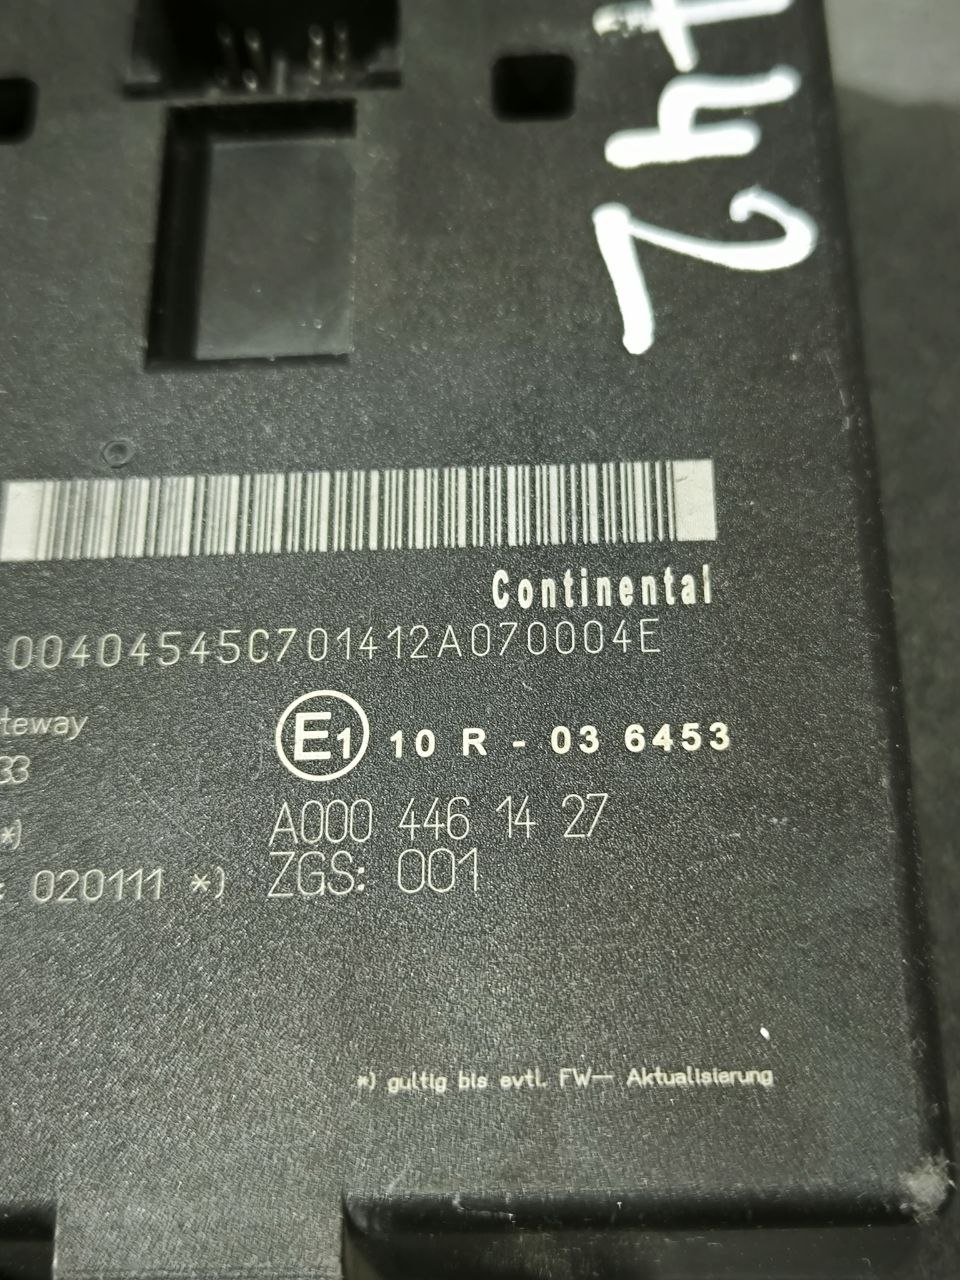 42
Continental
00404545C701412A070004E
teway
E1 10 R - 03 6453
33
A000 446 14 27
*)
ZGS: 001
: 020111 *)
*) gultig bis evtl. FW- Aktualisierung